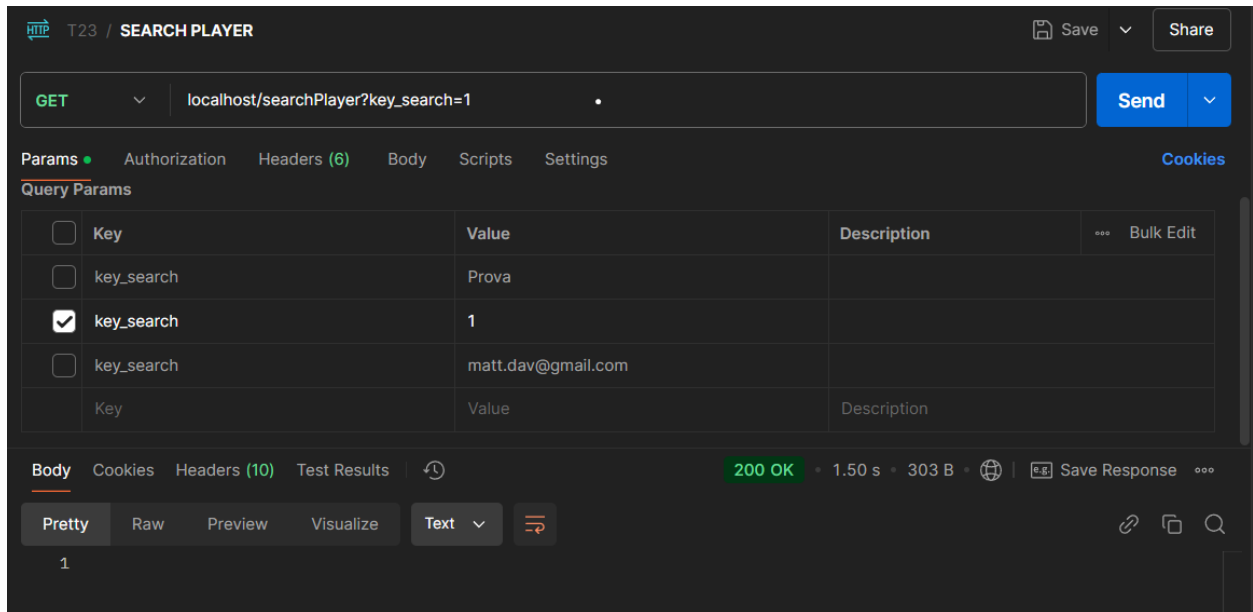 HTTP T23 / SEARCH PLAYER Save Share
GET localhost/searchPlayer?key_search=1 Send
Params Authorization Headers (6) Body Scripts Settings Cookies
Query Params
Key Value Description Bulk Edit
key_search Prova
key_search 1
key_search matt.dav@gmail.com
Key Value Description
Body Cookies Headers (10) Test Results 200 OK • 1.50 s • 303 B • e.g. Save Response
Pretty Raw Preview Visualize Text
1